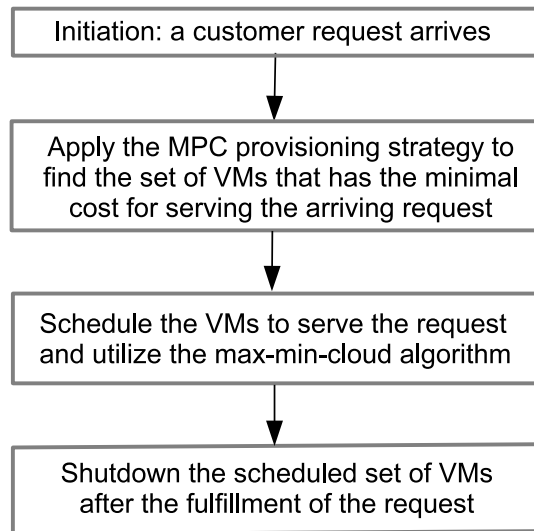 Initiation: a customer request arrives
Apply the MPC provisioning strategy to
find the set of VMs that has the minimal
cost for serving the arriving request
Schedule the VMs to serve the request
and utilize the max-min-cloud algorithm
Shutdown the scheduled set of VMs
after the fulfillment of the request